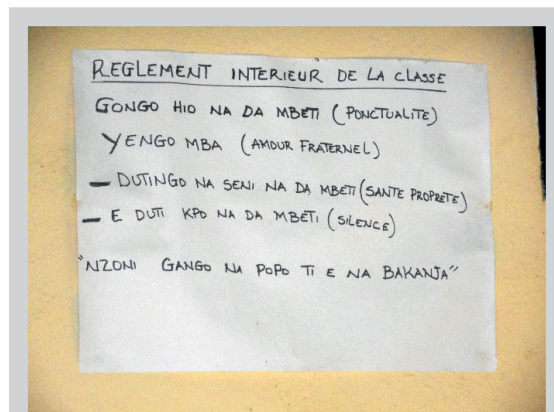 REGLEMENT INTERIEUR DE LA CLASSE
GONGO HIO NA DA MBETI (PONCTUALITE)
YENGO MBA (AMOUR FRATERNEL)
— DUTINGO NA SENI NA DA MBETI (SANTE PROPRETE)
— E DUTI KPO NA DA MBETI (SILENCE)
"NZONI GANGO NA POPO TI E NA BAKANJA"